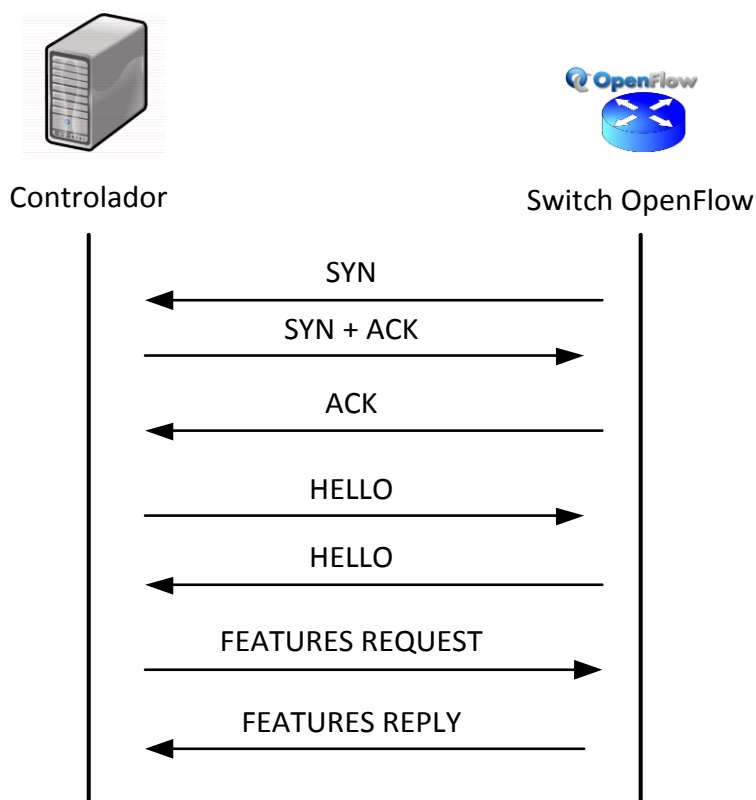 OpenFlow
Controlador
Switch OpenFlow
SYN
SYN + ACK
ACK
HELLO
HELLO
FEATURES REQUEST
FEATURES REPLY